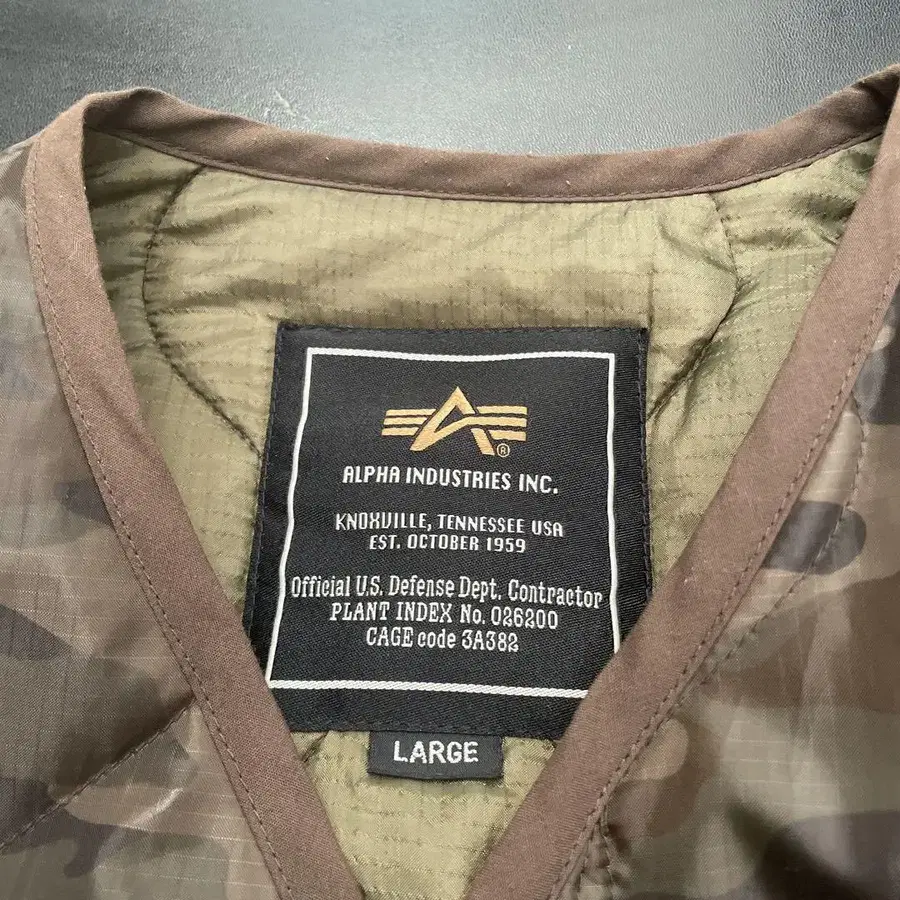 ®
ALPHA INDUSTRIES INC.
KNOXVILLE, TENNESSEE USA
EST. OCTOBER 1959
Official U.S. Defense Dept. Contractor
PLANT INDEX No. 026200
CAGE code 3A382
LARGE